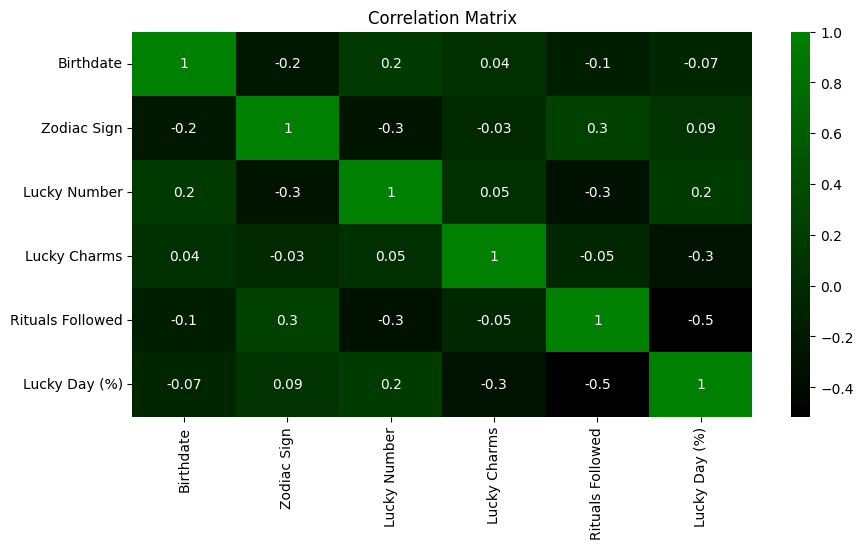 Correlation Matrix
Birthdate 1 -0.2 0.2 0.04 -0.1 -0.07
Zodiac Sign -0.2 1 -0.3 -0.03 0.3 0.09
Lucky Number 0.2 -0.3 1 0.05 -0.3 0.2
Lucky Charms 0.04 -0.03 0.05 1 -0.05 -0.3
Rituals Followed -0.1 0.3 -0.3 -0.05 1 -0.5
Lucky Day (%) -0.07 0.09 0.2 -0.3 -0.5 1
Birthdate
Zodiac Sign
Lucky Number
Lucky Charms
Rituals Followed
Lucky Day (%)
1.0
0.8
0.6
0.4
0.2
0.0
−0.2
−0.4